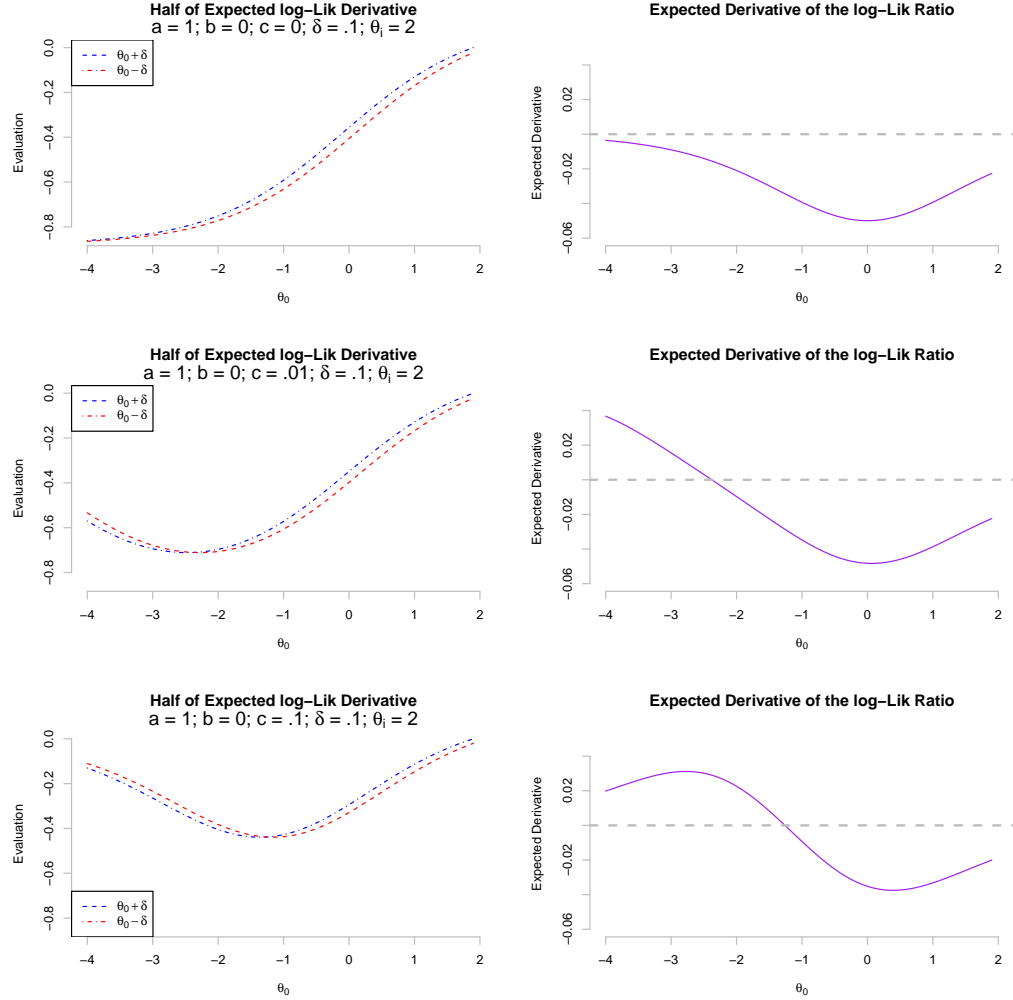 Half of Expected log−Lik Derivative
a = 1; b = 0; c = 0; δ = .1; θi = 2
θ0 + δ
θ0 − δ
Evaluation
0.0
−0.2
−0.4
−0.6
−0.8
−4 −3 −2 −1 0 1 2
θ0
Expected Derivative of the log−Lik Ratio
Expected Derivative
0.02
−0.02
−0.06
−4 −3 −2 −1 0 1 2
θ0
Half of Expected log−Lik Derivative
a = 1; b = 0; c = .01; δ = .1; θi = 2
θ0 + δ
θ0 − δ
Evaluation
0.0
−0.2
−0.4
−0.6
−0.8
−4 −3 −2 −1 0 1 2
θ0
Expected Derivative of the log−Lik Ratio
Expected Derivative
0.02
−0.02
−0.06
−4 −3 −2 −1 0 1 2
θ0
Half of Expected log−Lik Derivative
a = 1; b = 0; c = .1; δ = .1; θi = 2
Evaluation
0.0
−0.2
−0.4
−0.6
−0.8
θ0 + δ
θ0 − δ
−4 −3 −2 −1 0 1 2
θ0
Expected Derivative of the log−Lik Ratio
Expected Derivative
0.02
−0.02
−0.06
−4 −3 −2 −1 0 1 2
θ0